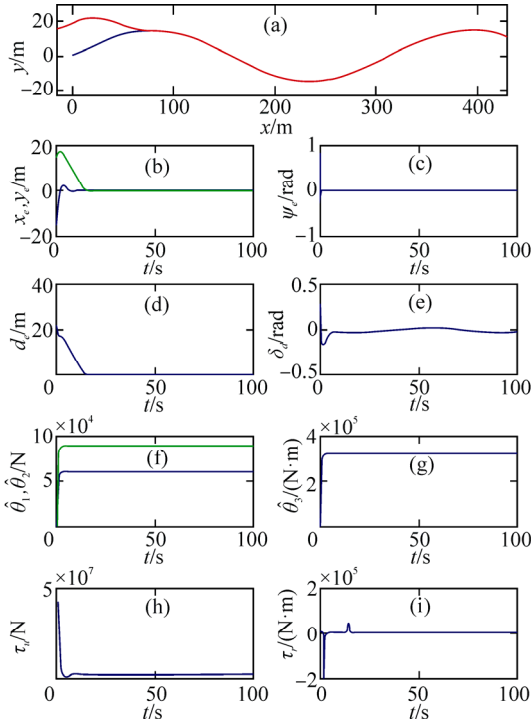 (a)
y/m
20
0
-20
0 100 200 300 400
x/m
(b)
x_e, y_e/m
20
0
-20
0 50 100
t/s
(c)
ψ_e/rad
1
0
-1
0 50 100
t/s
(d)
d_e/m
40
20
0 50 100
t/s
(e)
δ_a/rad
0.5
0
-0.5
0 50 100
t/s
(f)
θ̂_1, θ̂_2/N
×10^4
10
5
0 50 100
t/s
(g)
θ̂_3/(N·m)
×10^5
4
2
0 50 100
t/s
(h)
τ_u/N
×10^7
5
0 50 100
t/s
(i)
τ_r/(N·m)
×10^5
2
0
-2
0 50 100
t/s